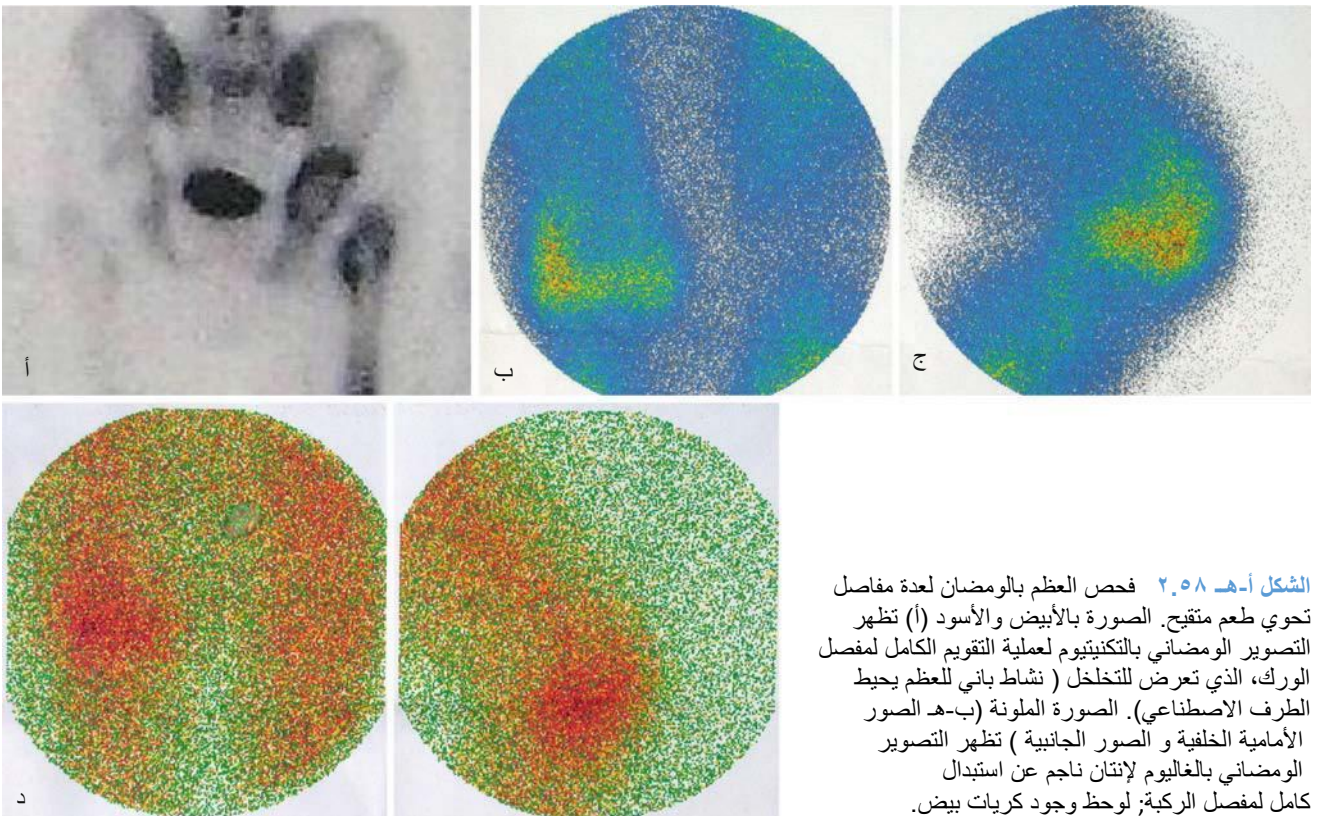 أ
ب
ج
د
الشكل أ-هـ ٢.٥٨ فحص العظم بالومضان لعدة مفاصل
تحوي طعم متقيح. الصورة بالأبيض والأسود (أ) تظهر
التصوير الومضاني بالتكنيتيوم لعملية التقويم الكامل لمفصل
الورك، الذي تعرض للتخلخل ( نشاط باني للعظم يحيط
الطرف الاصطناعي). الصورة الملونة (ب-هـ الصور
الأمامية الخلفية و الصور الجانبية ) تظهر التصوير
الومضاني بالغاليوم لإنتان ناجم عن استبدال
كامل لمفصل الركبة; لوحظ وجود كريات بيض.